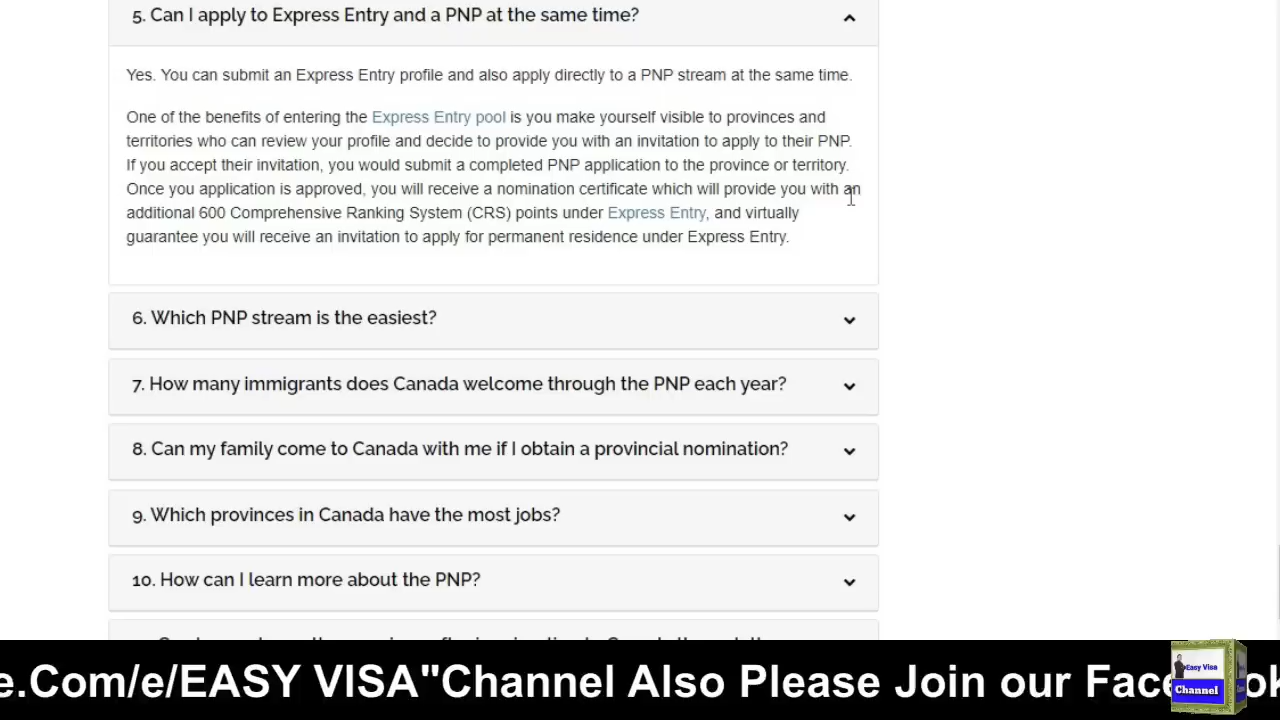 5. Can I apply to Express Entry and a PNP at the same time?
Yes. You can submit an Express Entry profile and also apply directly to a PNP stream at the same time.
One of the benefits of entering the Express Entry pool is you make yourself visible to provinces and
territories who can review your profile and decide to provide you with an invitation to apply to their PNP.
If you accept their invitation, you would submit a completed PNP application to the province or territory.
Once you application is approved, you will receive a nomination certificate which will provide you with an
additional 600 Comprehensive Ranking System (CRS) points under Express Entry, and virtually
guarantee you will receive an invitation to apply for permanent residence under Express Entry.
6. Which PNP stream is the easiest?
7. How many immigrants does Canada welcome through the PNP each year?
8. Can my family come to Canada with me if I obtain a provincial nomination?
9. Which provinces in Canada have the most jobs?
10. How can I learn more about the PNP?
e.Com/e/EASY VISA"Channel Also Please Join our
Easy Visa
Channel